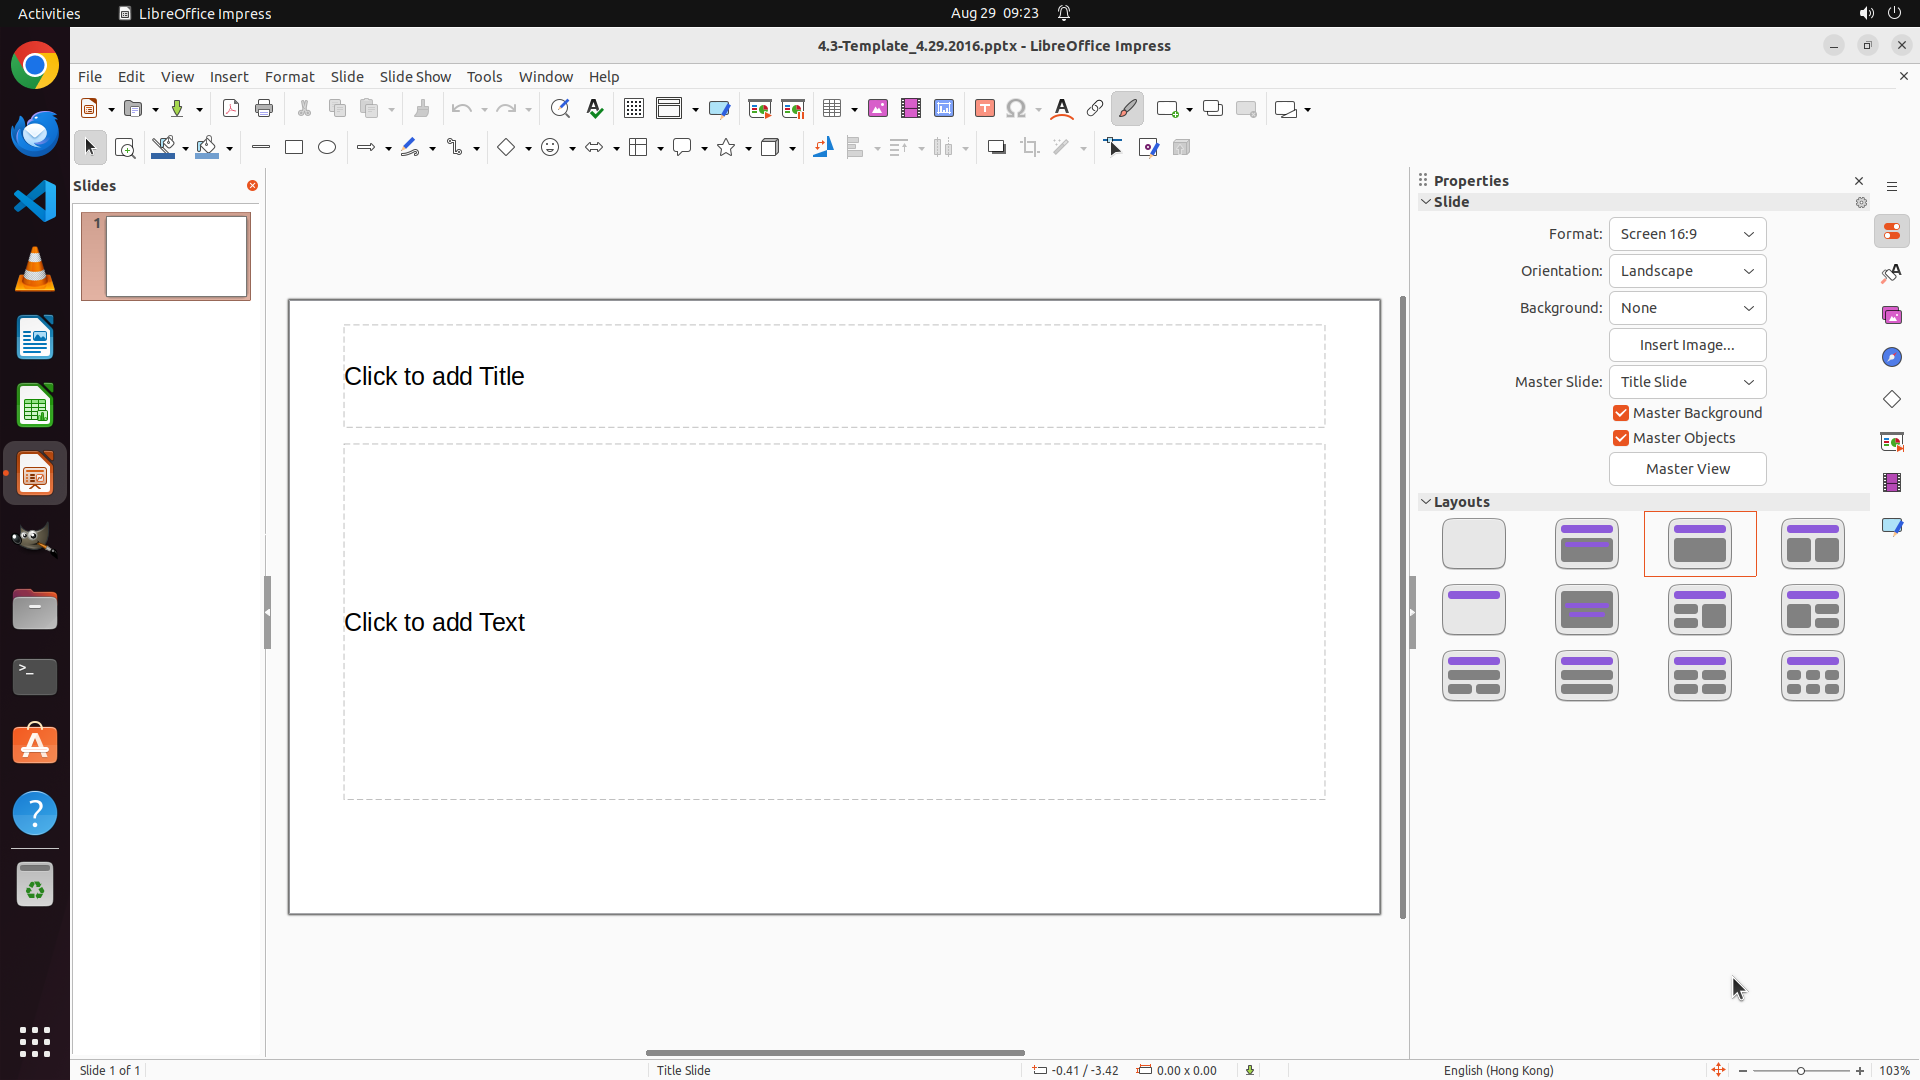 Activities
LibreOffice Impress
Aug 29 09:23
4.3-Template_4.29.2016.pptx - LibreOffice Impress
File Edit View Insert Format Slide Slide Show Tools Window Help
Slides
1
Click to add Title
Click to add Text
Properties
Slide
Format: Screen 16:9
Orientation: Landscape
Background: None
Insert Image...
Master Slide: Title Slide
Master Background
Master Objects
Master View
Layouts
Slide 1 of 1
Title Slide
-0.41 / -3.42
0.00 x 0.00
English (Hong Kong)
103%